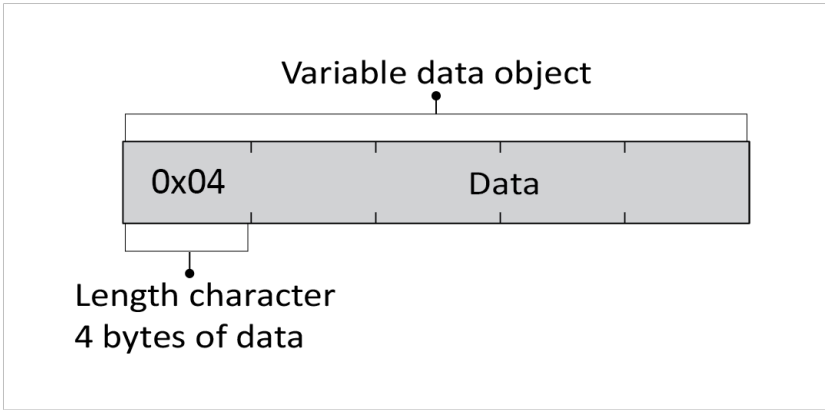 Variable data object
0x04 Data
Length character
4 bytes of data